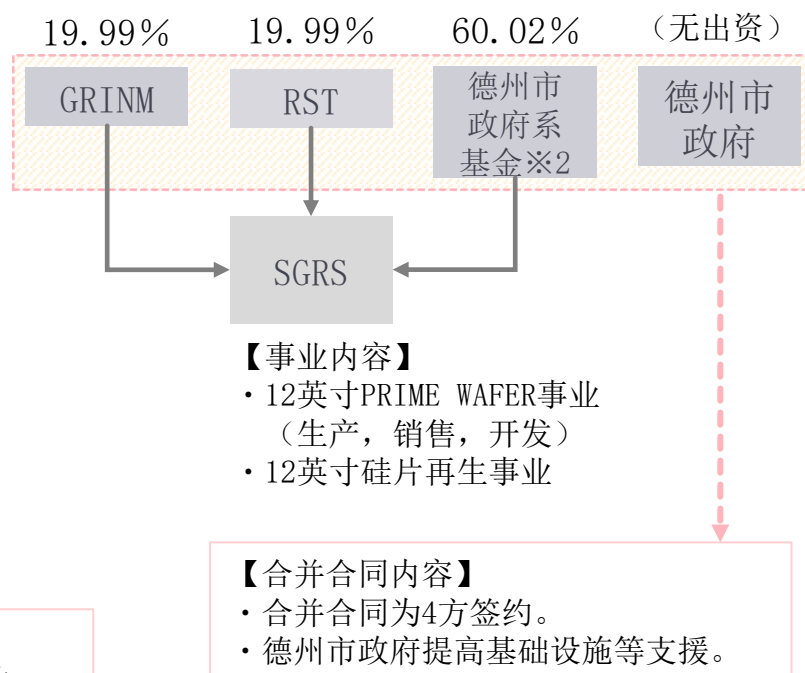 19.99％
19.99％
60.02％
（无出资）
GRINM
RST
德州市
政府系
基金※2
德州市
政府
SGRS
【事业内容】
・12英寸PRIME WAFER事业
（生产，销售，开发）
・12英寸硅片再生事业
【合并合同内容】
・合并合同为4方签约。
・德州市政府提高基础设施等支援。